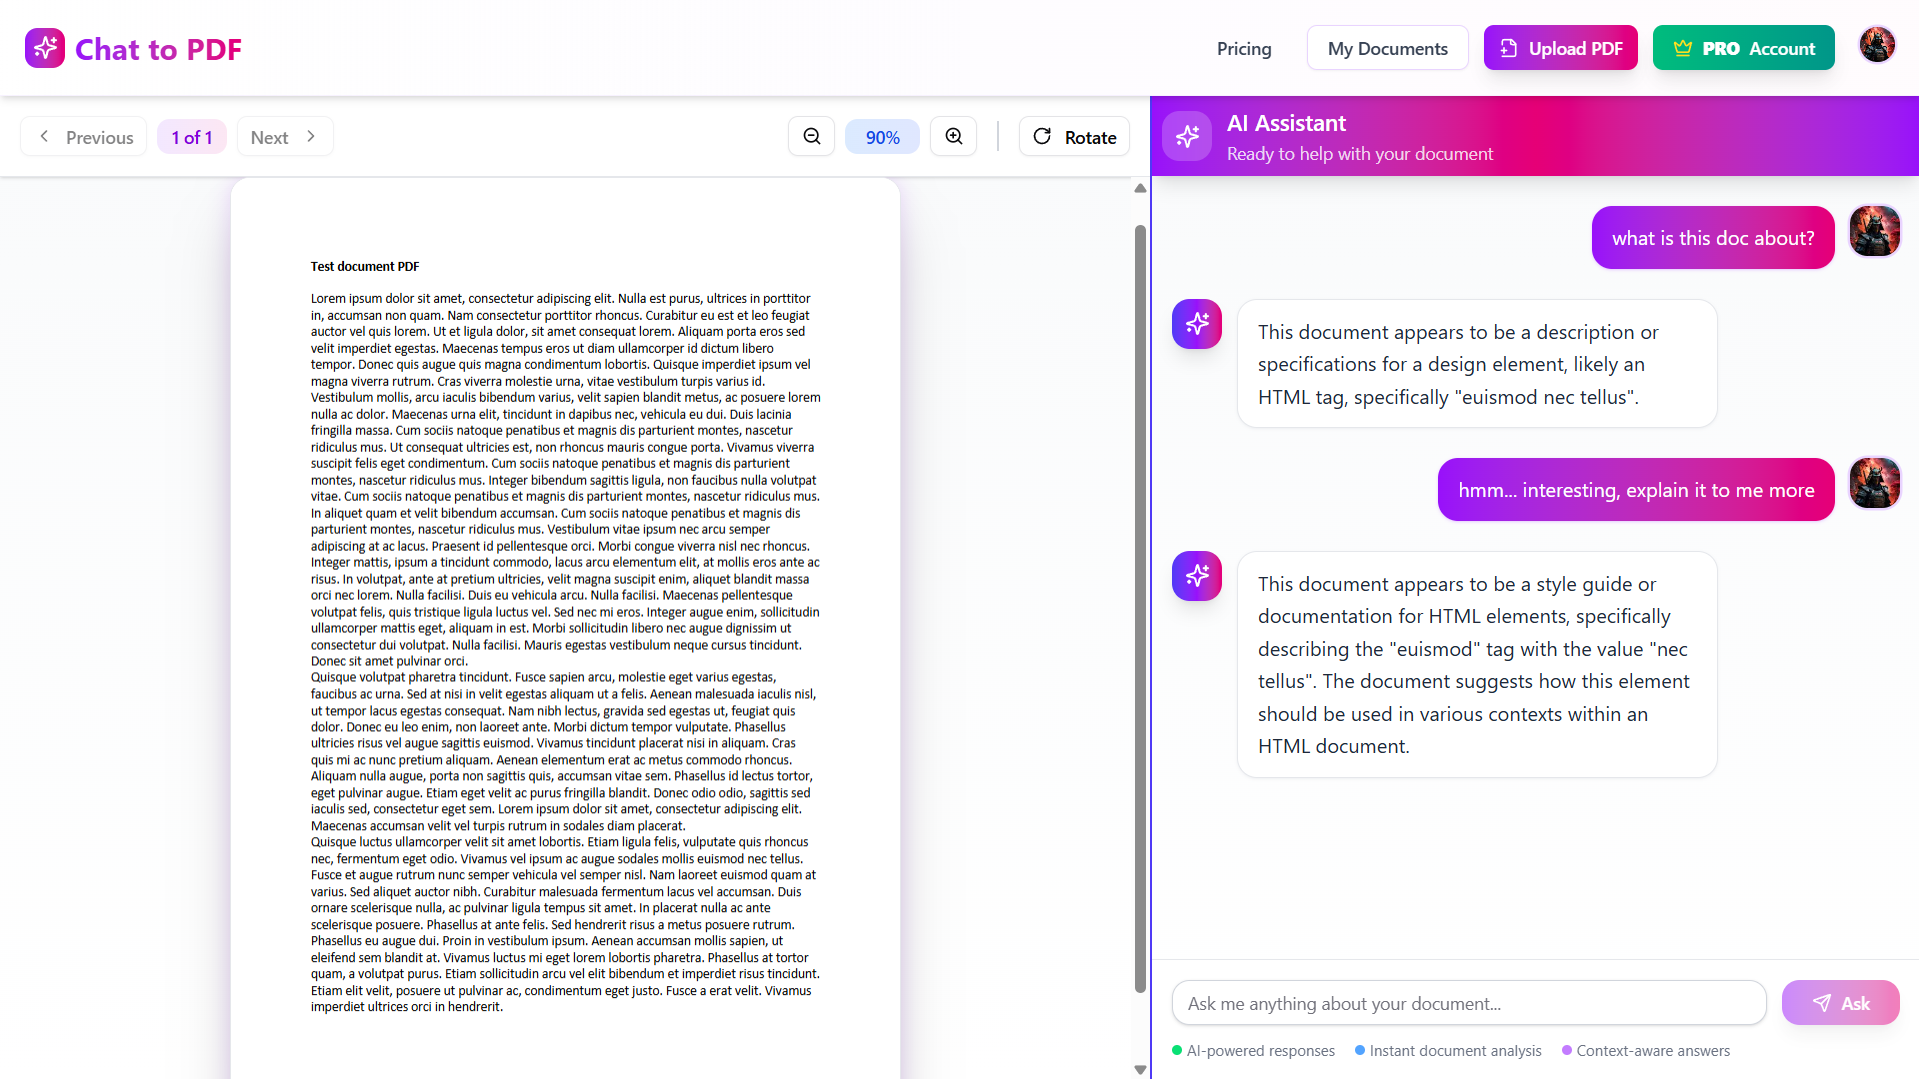 Chat to PDF
Pricing
My Documents
Upload PDF
PRO Account
Previous
1 of 1
Next
90%
Rotate
AI Assistant
Ready to help with your document
Test document PDF
Lorem ipsum dolor sit amet, consectetur adipiscing elit. Nulla est purus, ultrices in porttitor
in, accumsan non quam. Nam consectetur porttitor rhoncus. Curabitur eu est et leo feugiat
auctor vel quis lorem. Ut et ligula dolor, sit amet consequat lorem. Aliquam porta eros sed
velit imperdiet egestas. Maecenas tempus eros ut diam ullamcorper id dictum libero
tempor. Donec quis augue quis magna condimentum lobortis. Quisque imperdiet ipsum vel
magna viverra rutrum. Cras viverra molestie urna, vitae vestibulum turpis varius id.
Vestibulum mollis, arcu iaculis bibendum varius, velit sapien blandit metus, ac posuere lorem
nulla ac dolor. Maecenas urna elit, tincidunt in dapibus nec, vehicula eu dui. Duis lacinia
fringilla massa. Cum sociis natoque penatibus et magnis dis parturient montes, nascetur
ridiculus mus. Ut consequat ultricies est, non rhoncus mauris congue porta. Vivamus viverra
suscipit felis eget condimentum. Cum sociis natoque penatibus et magnis dis parturient
montes, nascetur ridiculus mus. Integer bibendum sagittis ligula, non faucibus nulla volutpat
vitae. Cum sociis natoque penatibus et magnis dis parturient montes, nascetur ridiculus mus.
In aliquet quam et velit bibendum accumsan. Cum sociis natoque penatibus et magnis dis
parturient montes, nascetur ridiculus mus. Vestibulum vitae ipsum nec arcu semper
adipiscing at ac lacus. Praesent id pellentesque orci. Morbi congue viverra nisl nec rhoncus.
Integer mattis, ipsum a tincidunt commodo, lacus arcu elementum elit, at mollis eros ante ac
risus. In volutpat, ante at pretium ultricies, velit magna suscipit enim, aliquet blandit massa
orci nec lorem. Nulla facilisi. Duis eu vehicula arcu. Nulla facilisi. Maecenas pellentesque
volutpat felis, quis tristique ligula luctus vel. Sed nec mi eros. Integer augue enim, sollicitudin
ullamcorper mattis eget, aliquam in est. Morbi sollicitudin libero nec augue dignissim ut
consectetur dui volutpat. Nulla facilisi. Mauris egestas vestibulum neque cursus tincidunt.
Donec sit amet pulvinar orci.
Quisque volutpat pharetra tincidunt. Fusce sapien arcu, molestie eget varius egestas,
faucibus ac urna. Sed at nisi in velit egestas aliquam ut a felis. Aenean malesuada iaculis nisl,
ut tempor lacus egestas consequat. Nam nibh lectus, gravida sed egestas ut, feugiat quis
dolor. Donec eu leo enim, non laoreet ante. Morbi dictum tempor vulputate. Phasellus
ultricies risus vel augue sagittis euismod. Vivamus tincidunt placerat nisi in aliquam. Cras
quis mi ac nunc pretium aliquam. Aenean elementum erat ac metus commodo rhoncus.
Aliquam nulla augue, porta non sagittis quis, accumsan vitae sem. Phasellus id lectus tortor,
eget pulvinar augue. Etiam eget velit ac purus fringilla blandit. Donec odio odio, sagittis sed
iaculis sed, consectetur eget sem. Lorem ipsum dolor sit amet, consectetur adipiscing elit.
Maecenas accumsan velit vel turpis rutrum in sodales diam placerat.
Quisque luctus ullamcorper velit sit amet lobortis. Etiam ligula felis, vulputate quis rhoncus
nec, fermentum eget odio. Vivamus vel ipsum ac augue sodales mollis euismod nec tellus.
Fusce et augue rutrum nunc semper vehicula vel semper nisl. Nam laoreet euismod quam at
varius. Sed aliquet auctor nibh. Curabitur malesuada fermentum lacus vel accumsan. Duis
ornare scelerisque nulla, ac pulvinar ligula tempus sit amet. In placerat nulla ac ante
scelerisque posuere. Phasellus at ante felis. Sed hendrerit risus a metus posuere rutrum.
Phasellus eu augue dui. Proin in vestibulum ipsum. Aenean accumsan mollis sapien, ut
eleifend sem blandit at. Vivamus luctus mi eget lorem lobortis pharetra. Phasellus at tortor
quam, a volutpat purus. Etiam sollicitudin arcu vel elit bibendum et imperdiet risus tincidunt.
Etiam elit velit, posuere ut pulvinar ac, condimentum eget justo. Fusce a erat velit. Vivamus
imperdiet ultrices orci in hendrerit.
what is this doc about?
This document appears to be a description or
specifications for a design element, likely an
HTML tag, specifically "euismod nec tellus".
hmm... interesting, explain it to me more
This document appears to be a style guide or
documentation for HTML elements, specifically
describing the "euismod" tag with the value "nec
tellus". The document suggests how this element
should be used in various contexts within an
HTML document.
Ask me anything about your document...
Ask
AI-powered responses
Instant document analysis
Context-aware answers